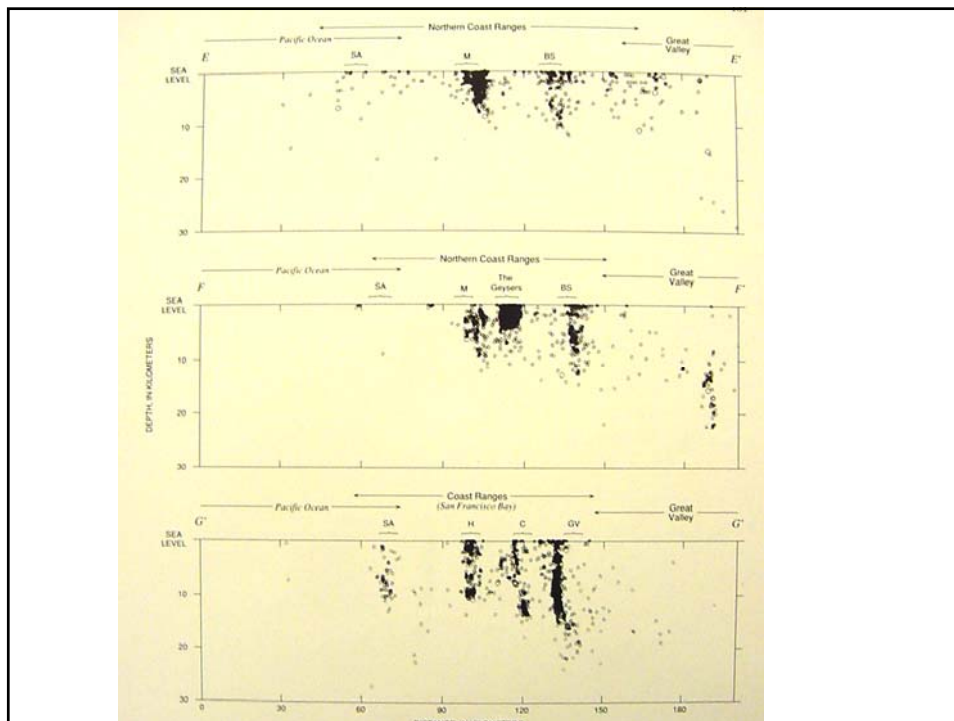 Northern Coast Ranges
Pacific Ocean
Great
Valley
E SA M BS E'
SEA
LEVEL
10
20
30
Northern Coast Ranges
Pacific Ocean
The
Geysers
Great
Valley
F SA M BS F'
SEA
LEVEL
10
20
30
DEPTH, IN KILOMETERS
Coast Ranges
Pacific Ocean (San Francisco Bay)
Great
Valley
G' SA H C GV G'
SEA
LEVEL
10
20
30
0 30 60 90 120 150 180